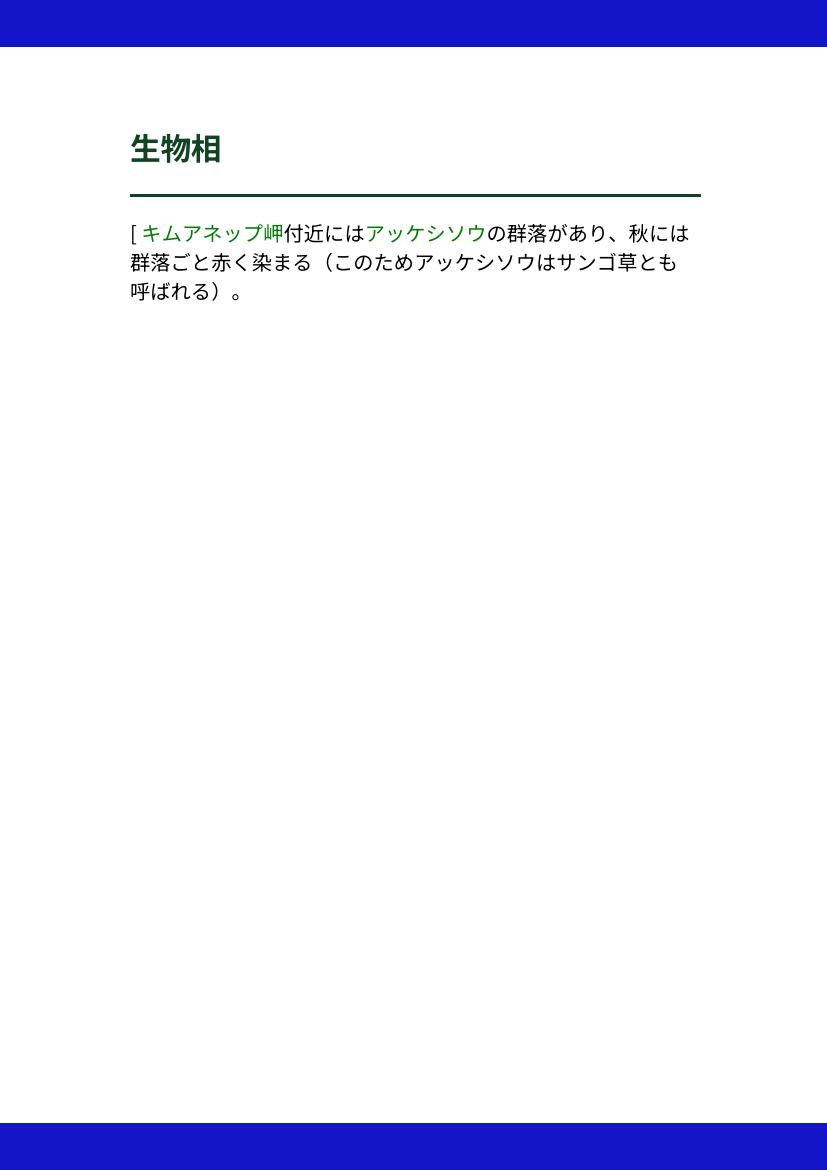 生物相
[ キムアネップ岬付近にはアッケシソウの群落があり、秋には
群落ごと赤く染まる（このためアッケシソウはサンゴ草とも
呼ばれる）。